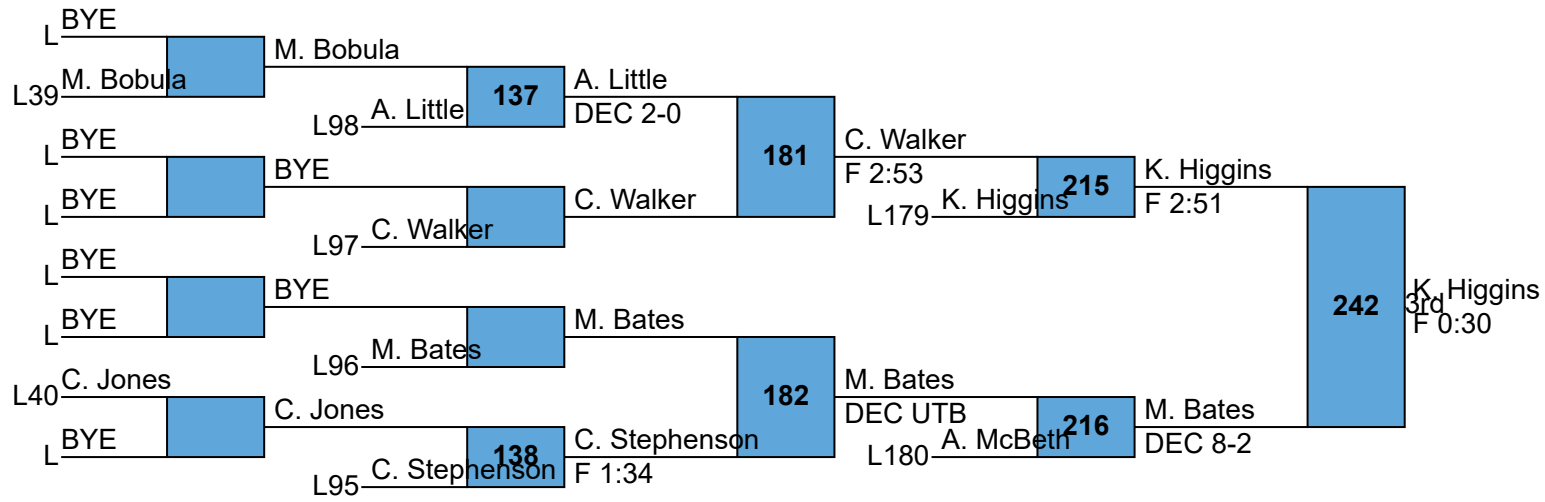 BYE
L
M. Bobula
M. Bobula
L39
137
A. Little
A. Little
DEC 2-0
L98
BYE
L
BYE
BYE
L
181
C. Walker
F 2:53
C. Walker
C. Walker
L97
215
K. Higgins
K. Higgins
F 2:51
L179
BYE
L
BYE
BYE
L
M. Bates
M. Bates
L96
242
K. Higgins
3rd
F 0:30
C. Jones
L40
C. Jones
BYE
L
182
M. Bates
DEC UTB
138
C. Stephenson
C. Stephenson
F 1:34
L95
216
A. McBeth
M. Bates
DEC 8-2
L180